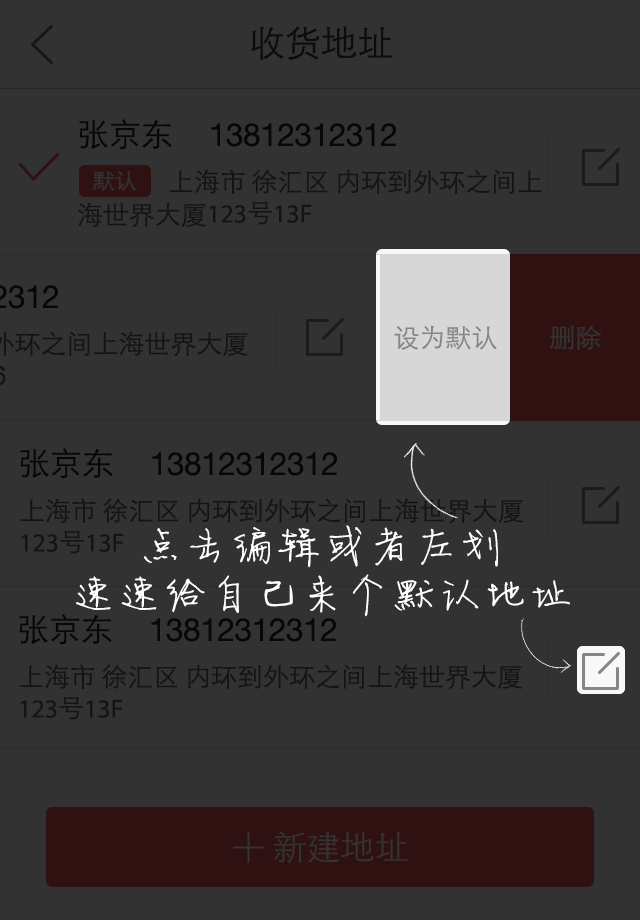 收货地址
张京东 13812312312
默认 上海市 徐汇区 内环到外环之间上
海世界大厦123号13F
2312
外环之间上海世界大厦
6
设为默认
删除
张京东 13812312312
上海市 徐汇区 内环到外环之间上海世界大厦
123号13F
点击编辑或者左划
速速给自己来个默认地址
张京东 13812312312
上海市 徐汇区 内环到外环之间上海世界大厦
123号13F
新建地址